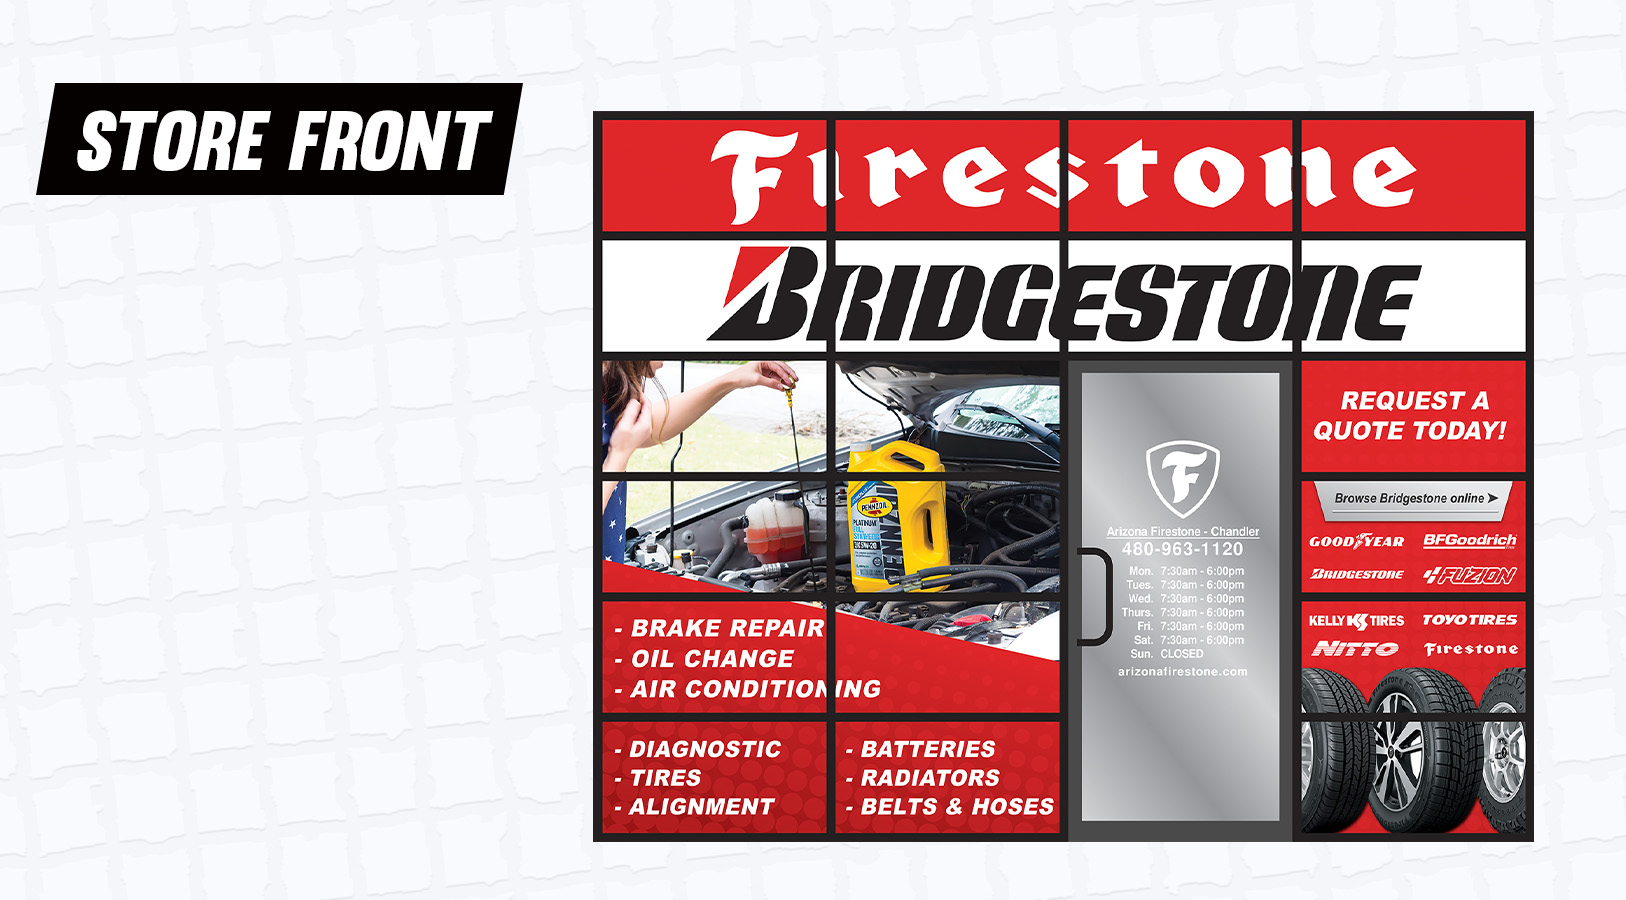 STORE FRONT
Firestone
BRIDGESTONE
REQUEST A
QUOTE TODAY!
Browse Bridgestone online ➤
GOODYEAR
BFGoodrich
BRIDGESTONE
FUZION
KELLY TIRES
TOYO TIRES
NITTO
Firestone
PENNZOIL
PLATINUM
FULL
SYNTHETIC
F
Arizona Firestone - Chandler
480-963-1120
Mon. 7:30am - 6:00pm
Tues. 7:30am - 6:00pm
Wed. 7:30am - 6:00pm
Thurs. 7:30am - 6:00pm
Fri. 7:30am - 6:00pm
Sat. 7:30am - 6:00pm
Sun. CLOSED
arizonafirestone.com
- BRAKE REPAIR
- OIL CHANGE
- AIR CONDITIONING
- DIAGNOSTIC
- TIRES
- ALIGNMENT
- BATTERIES
- RADIATORS
- BELTS & HOSES